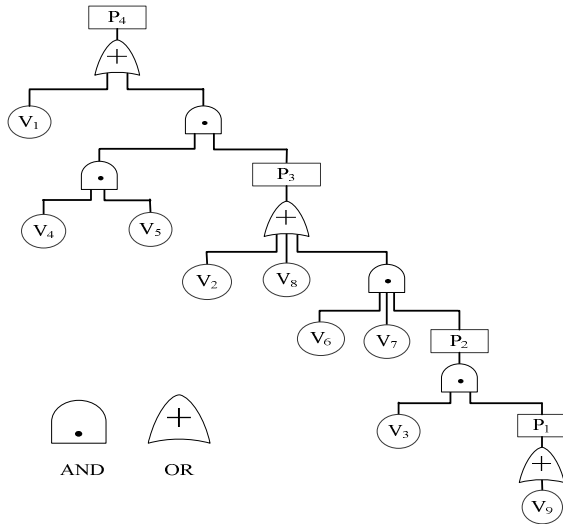 P₄
+
V₁
P₃
V₄ V₅
+
V₂ V₈
V₆ V₇ P₂
V₃ P₁
+
+
AND OR
V₉